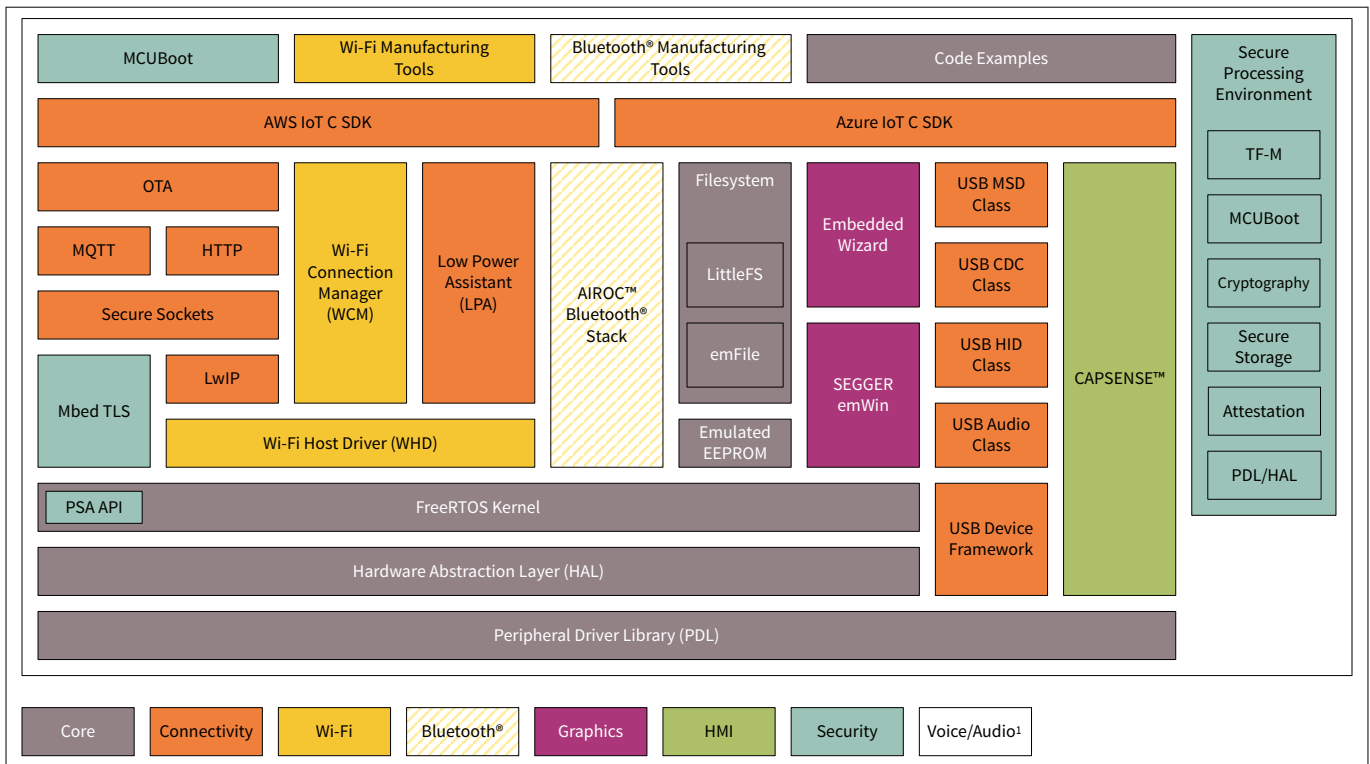 MCUBoot
Wi-Fi Manufacturing
Tools
Bluetooth® Manufacturing
Tools
Code Examples
Secure
Processing
Environment
AWS IoT C SDK
Azure IoT C SDK
OTA
MQTT
HTTP
Secure Sockets
Mbed TLS
LwIP
Wi-Fi
Connection
Manager
(WCM)
Low Power
Assistant
(LPA)
Wi-Fi Host Driver (WHD)
AIROC™
Bluetooth®
Stack
Filesystem
LittleFS
emFile
Emulated
EEPROM
Embedded
Wizard
SEGGER
emWin
USB MSD
Class
USB CDC
Class
USB HID
Class
USB Audio
Class
USB Device
Framework
CAPSENSE™
TF-M
MCUBoot
Cryptography
Secure
Storage
Attestation
PDL/HAL
PSA API
FreeRTOS Kernel
Hardware Abstraction Layer (HAL)
Peripheral Driver Library (PDL)
Core
Connectivity
Wi-Fi
Bluetooth®
Graphics
HMI
Security
Voice/Audio¹